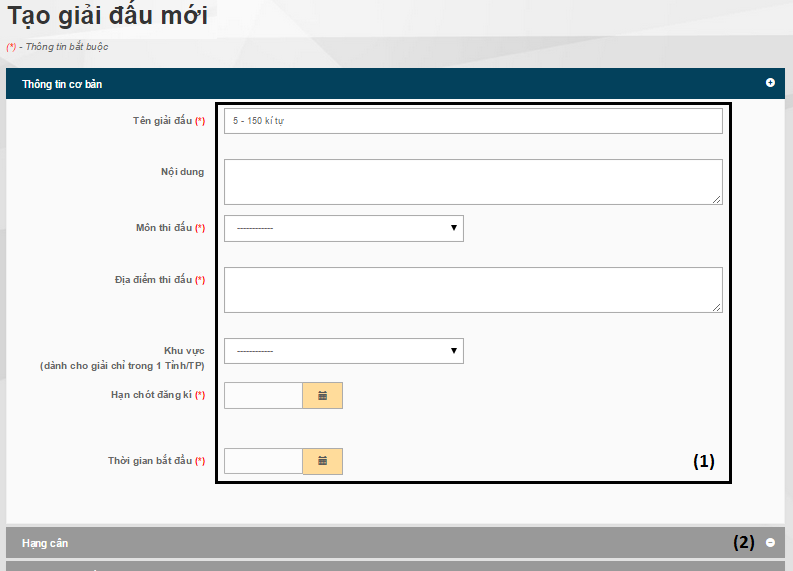 Tạo giải đấu mới
(*) - Thông tin bắt buộc
Thông tin cơ bản
Tên giải đấu (*)
5 - 150 kí tự
Nội dung
Môn thi đấu (*)
------------
Địa điểm thi đấu (*)
Khu vực
------------
(dành cho giải chỉ trong 1 Tỉnh/TP)
Hạn chót đăng kí (*)
Thời gian bắt đầu (*)
(1)
Hạng cân
(2)